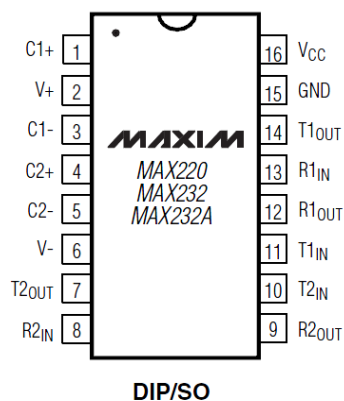 C1+ 1
V+ 2
C1- 3
C2+ 4
C2- 5
V- 6
T2OUT 7
R2IN 8
MAXIM
MAX220
MAX232
MAX232A
16 VCC
15 GND
14 T1OUT
13 R1IN
12 R1OUT
11 T1IN
10 T2IN
9 R2OUT
DIP/SO